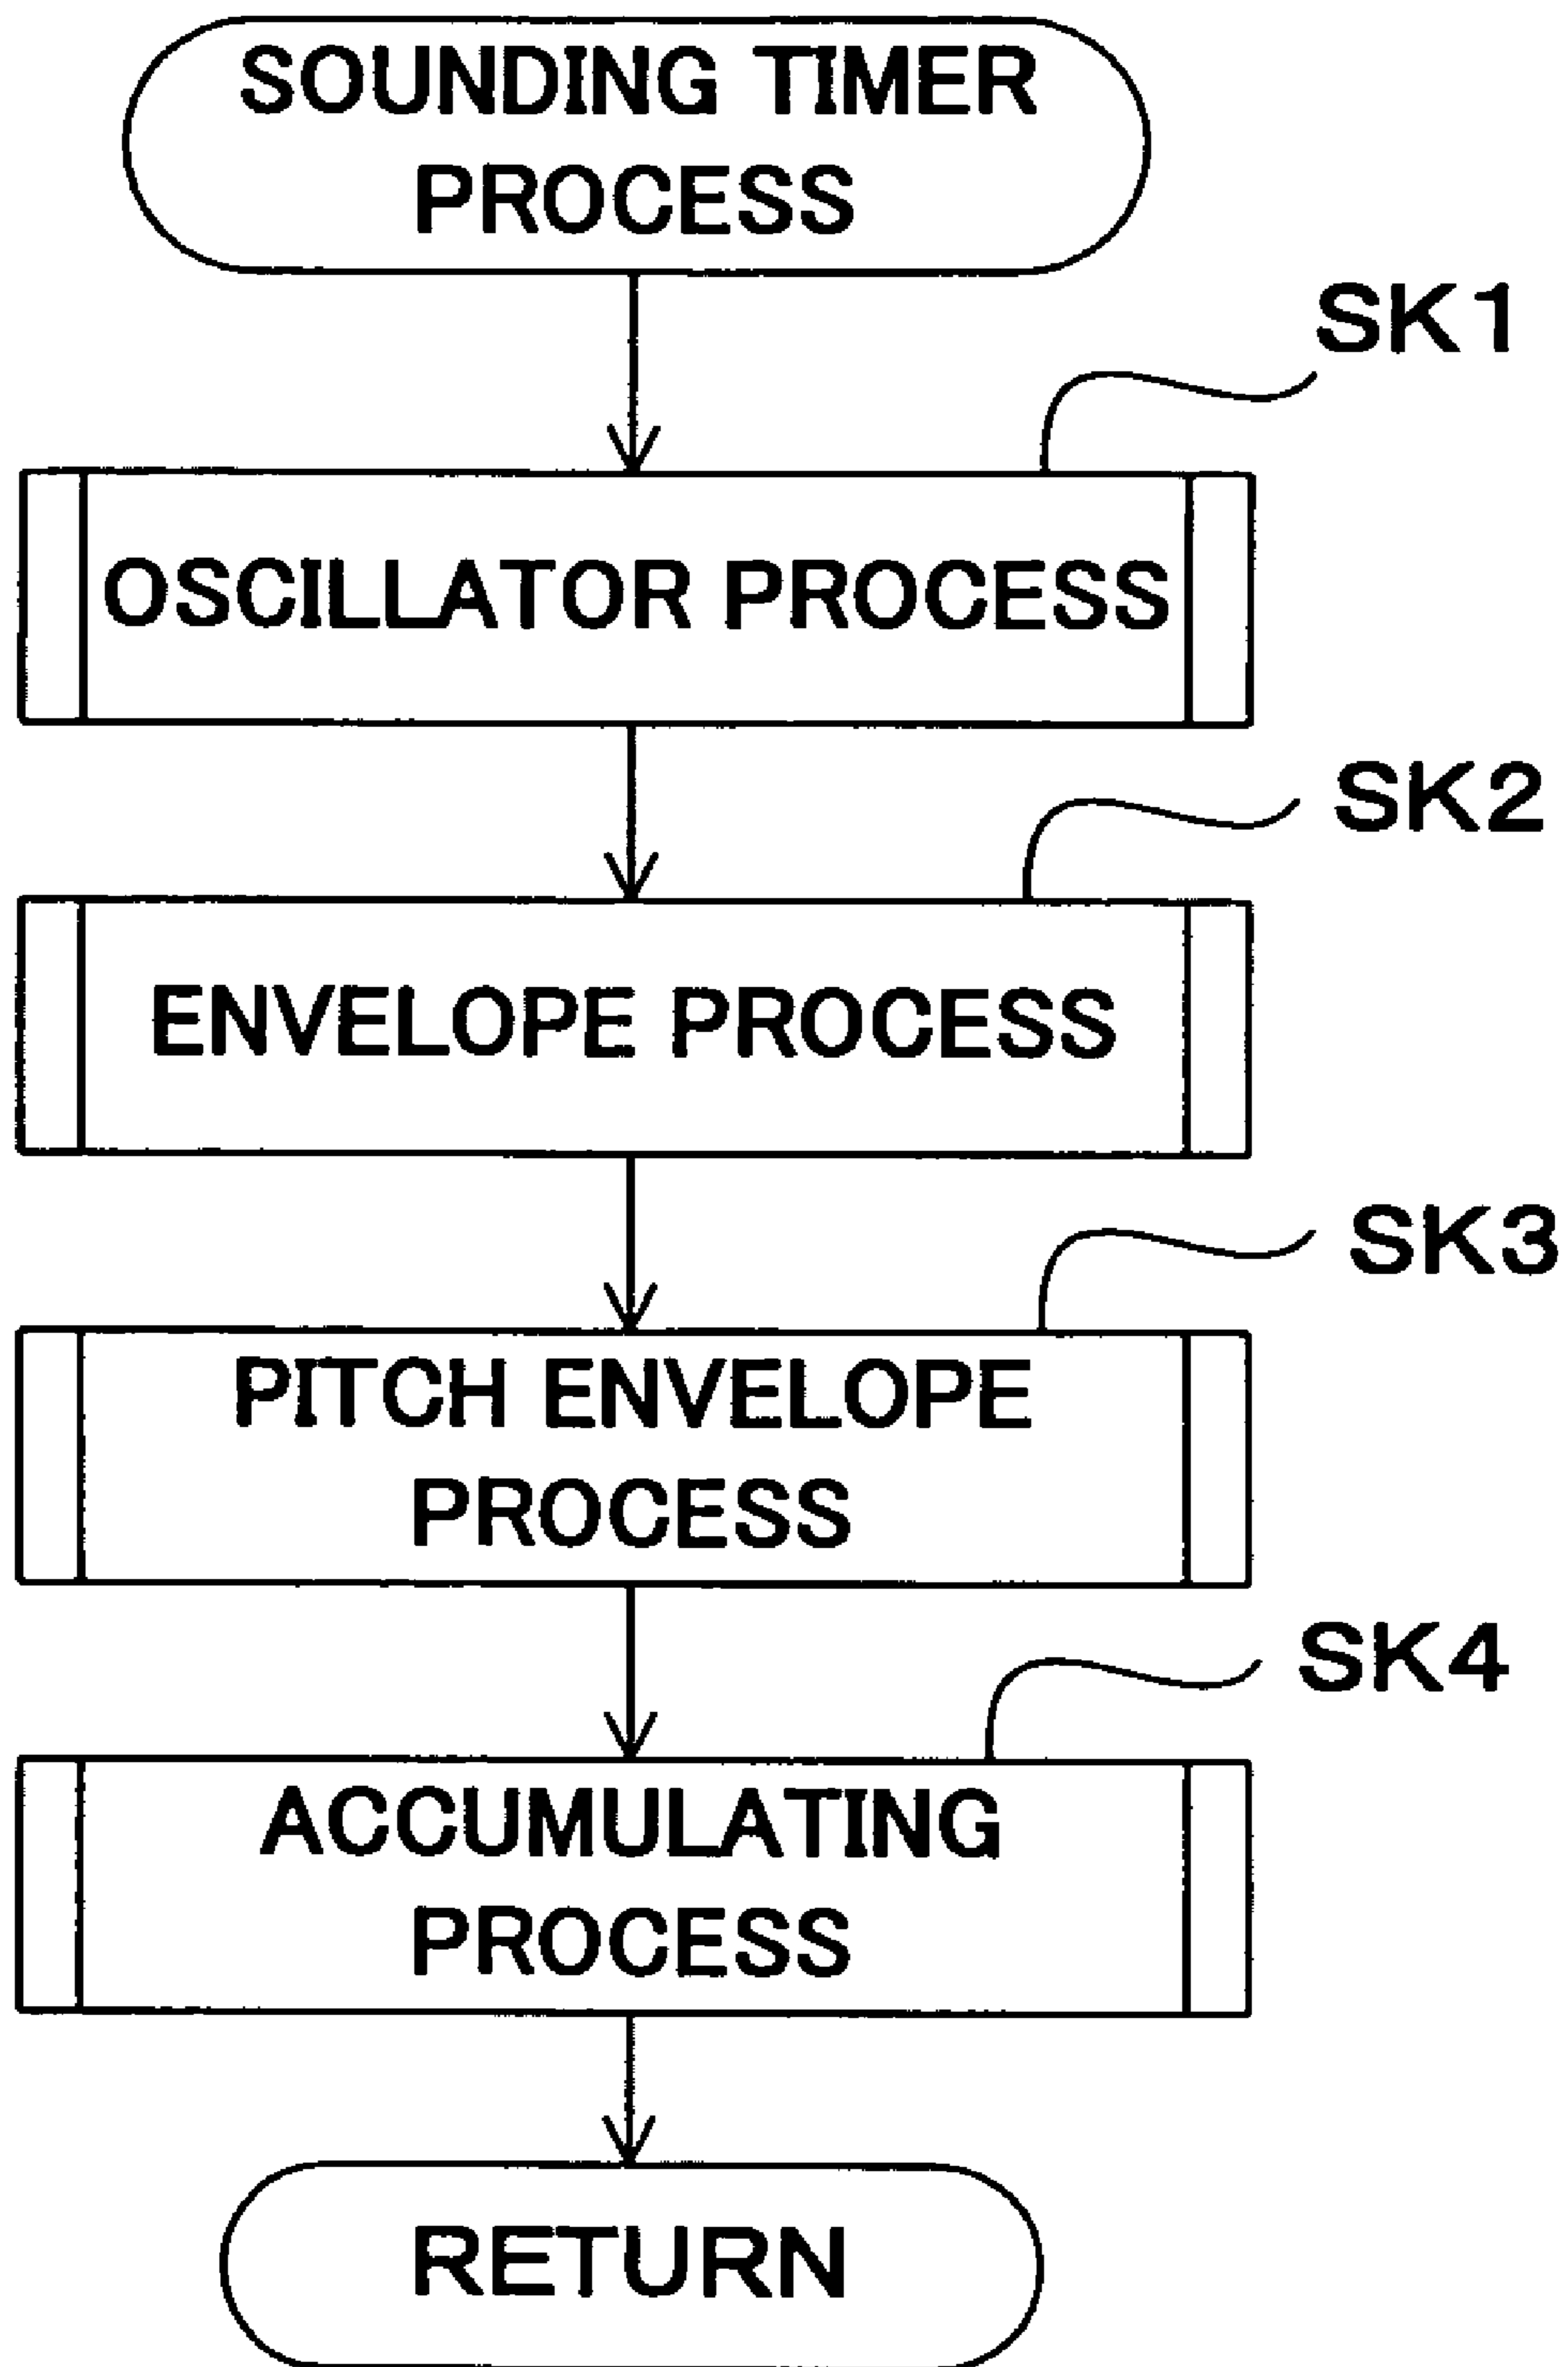 SOUNDING TIMER
PROCESS
SK1
OSCILLATOR PROCESS
SK2
ENVELOPE PROCESS
SK3
PITCH ENVELOPE
PROCESS
SK4
ACCUMULATING
PROCESS
RETURN